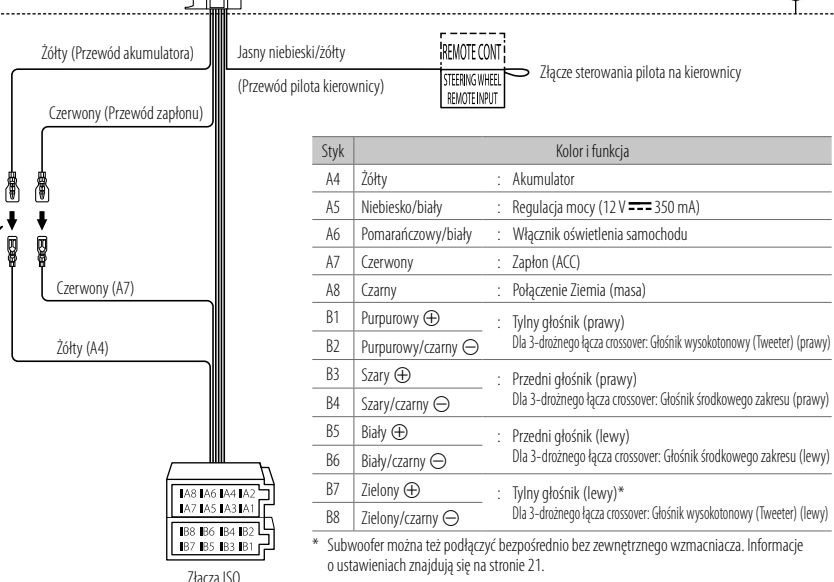 Żółty (Przewód akumulatora)
Jasny niebieski/żółty
(Przewód pilota kierownicy)
REMOTE CONT
STEERING WHEEL
REMOTE INPUT
Złącze sterowania pilota na kierownicy
Czerwony (Przewód zapłonu)
Czerwony (A7)
Żółty (A4)
Styk Kolor i funkcja
A4 Żółty : Akumulator
A5 Niebiesko/biały : Regulacja mocy (12 V ⎓ 350 mA)
A6 Pomarańczowy/biały : Włącznik oświetlenia samochodu
A7 Czerwony : Zapłon (ACC)
A8 Czarny : Połączenie Ziemia (masa)
B1 Purpurowy ⊕ : Tylny głośnik (prawy)
B2 Purpurowy/czarny ⊖ Dla 3-drożnego łącza crossover: Głośnik wysokotonowy (Tweeter) (prawy)
B3 Szary ⊕ : Przedni głośnik (prawy)
B4 Szary/czarny ⊖ Dla 3-drożnego łącza crossover: Głośnik środkowego zakresu (prawy)
B5 Biały ⊕ : Przedni głośnik (lewy)
B6 Biały/czarny ⊖ Dla 3-drożnego łącza crossover: Głośnik środkowego zakresu (lewy)
B7 Zielony ⊕ : Tylny głośnik (lewy)*
B8 Zielony/czarny ⊖ Dla 3-drożnego łącza crossover: Głośnik wysokotonowy (Tweeter) (lewy)
* Subwoofer można też podłączyć bezpośrednio bez zewnętrznego wzmacniacza. Informacje
o ustawieniach znajdują się na stronie 21.
A8 A6 A4 A2
A7 A5 A3 A1
B8 B6 B4 B2
B7 B5 B3 B1
Złącza ISO